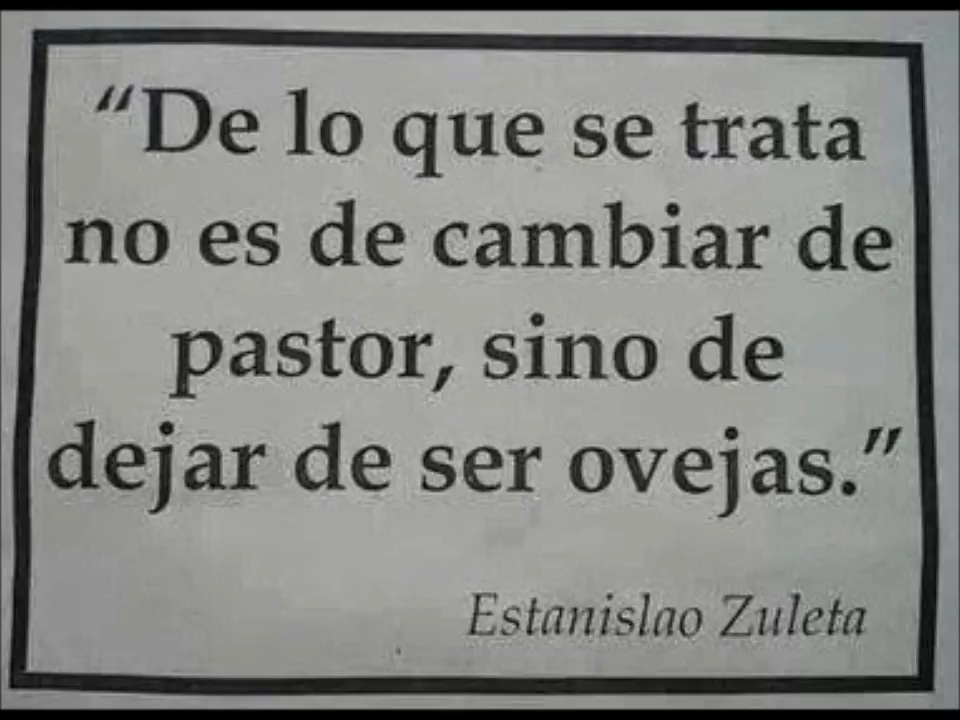 “De lo que se trata
no es de cambiar de
pastor, sino de
dejar de ser ovejas.”
Estanislao Zuleta